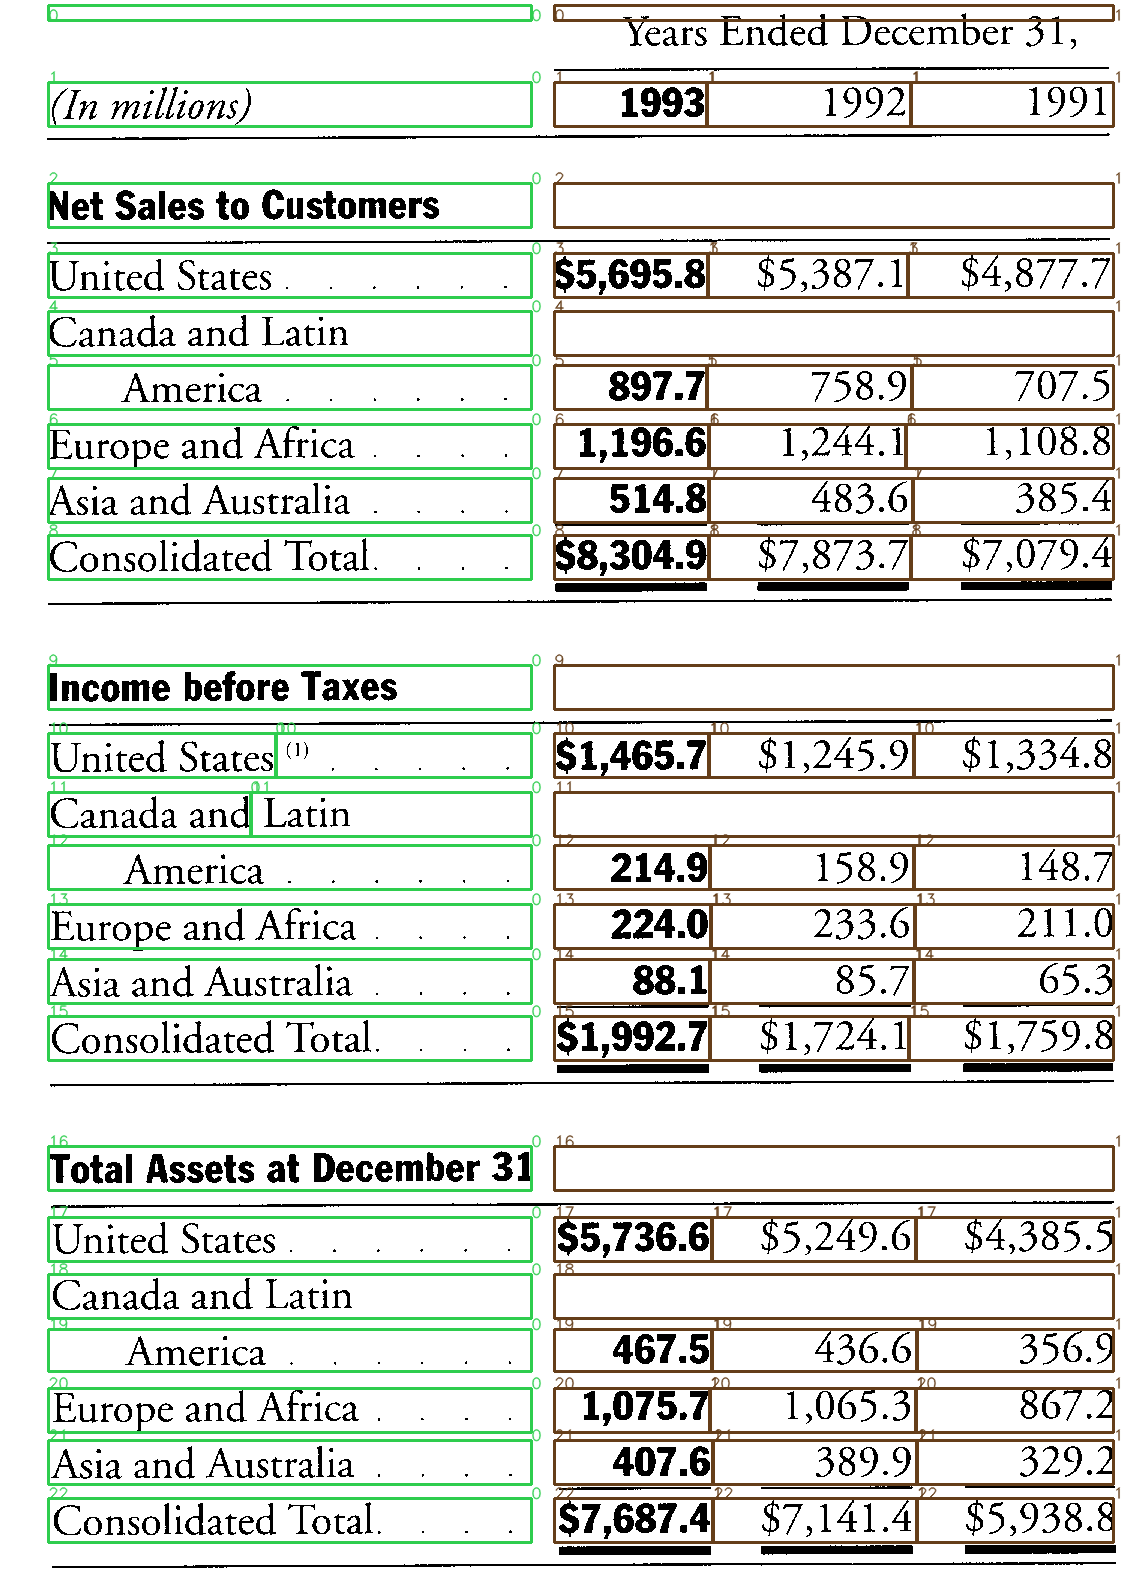 Years Ended December 31,
(In millions) 1993 1992 1991
Net Sales to Customers
United States . . . . . . $5,695.8 $5,387.1 $4,877.7
Canada and Latin
America . . . . . . 897.7 758.9 707.5
Europe and Africa . . . . 1,196.6 1,244.1 1,108.8
Asia and Australia . . . . 514.8 483.6 385.4
Consolidated Total. . . . $8,304.9 $7,873.7 $7,079.4
Income before Taxes
United States (1) . . . . . $1,465.7 $1,245.9 $1,334.8
Canada and Latin
America . . . . . . 214.9 158.9 148.7
Europe and Africa . . . . 224.0 233.6 211.0
Asia and Australia . . . . 88.1 85.7 65.3
Consolidated Total. . . . $1,992.7 $1,724.1 $1,759.8
Total Assets at December 31
United States . . . . . . $5,736.6 $5,249.6 $4,385.5
Canada and Latin
America . . . . . . 467.5 436.6 356.9
Europe and Africa . . . . 1,075.7 1,065.3 867.2
Asia and Australia . . . . 407.6 389.9 329.2
Consolidated Total. . . . $7,687.4 $7,141.4 $5,938.8